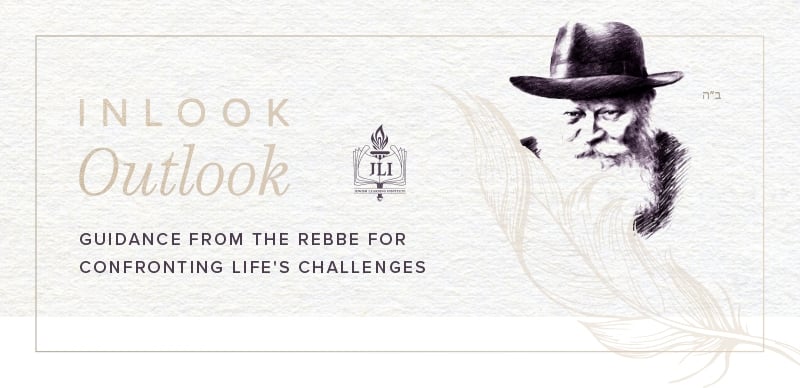 ב״ה
INLOOK
Outlook
JLI
JEWISH LEARNING INSTITUTE
GUIDANCE FROM THE REBBE FOR
CONFRONTING LIFE'S CHALLENGES